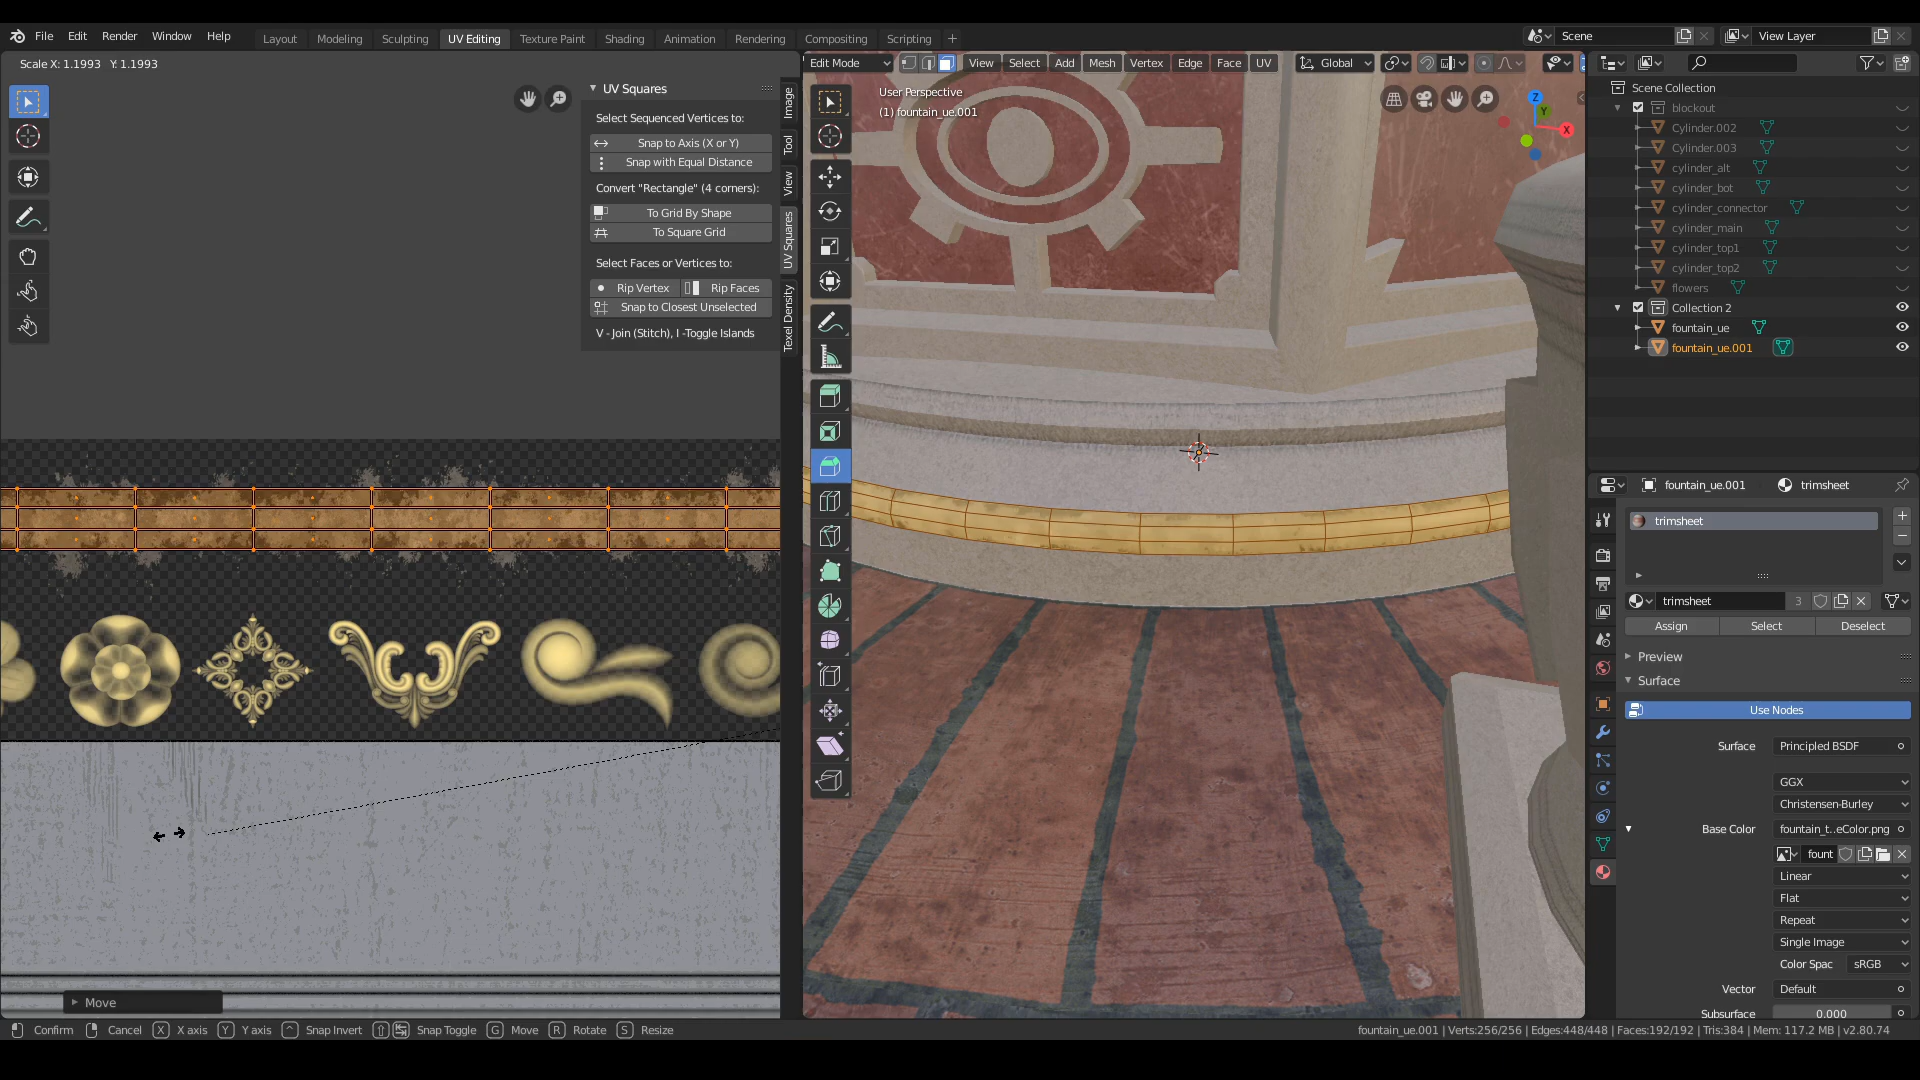 File Edit Render Window Help
Layout Modeling Sculpting UV Editing Texture Paint Shading Animation Rendering Compositing Scripting +
Scene
View Layer
Scale X: 1.1993 Y: 1.1993
Edit Mode View Select Add Mesh Vertex Edge Face UV Global
UV Squares
Select Sequenced Vertices to:
Snap to Axis (X or Y)
Snap with Equal Distance
Convert "Rectangle" (4 corners):
To Grid By Shape
To Square Grid
Select Faces or Vertices to:
Rip Vertex Rip Faces
Snap to Closest Unselected
V - Join (Stitch), I -Toggle Islands
Image
Tool
View
UV Squares
Texel Density
User Perspective
(1) fountain_ue.001
Z
Y
X
Scene Collection
blockout
Cylinder.002
Cylinder.003
cylinder_alt
cylinder_bot
cylinder_connector
cylinder_main
cylinder_top1
cylinder_top2
flowers
Collection 2
fountain_ue
fountain_ue.001
fountain_ue.001 trimsheet
trimsheet
trimsheet 3
Assign Select Deselect
Preview
Surface
Use Nodes
Surface Principled BSDF
GGX
Christensen-Burley
Base Color fountain_t..eColor.png
fount
Linear
Flat
Repeat
Single Image
Color Spac sRGB
Vector Default
Subsurface 0.000
Move
Confirm Cancel X X axis Y Y axis ^ Snap Invert Snap Toggle G Move R Rotate S Resize
fountain_ue.001 | Verts:256/256 | Edges:448/448 | Faces:192/192 | Tris:384 | Mem: 117.2 MB | v2.80.74